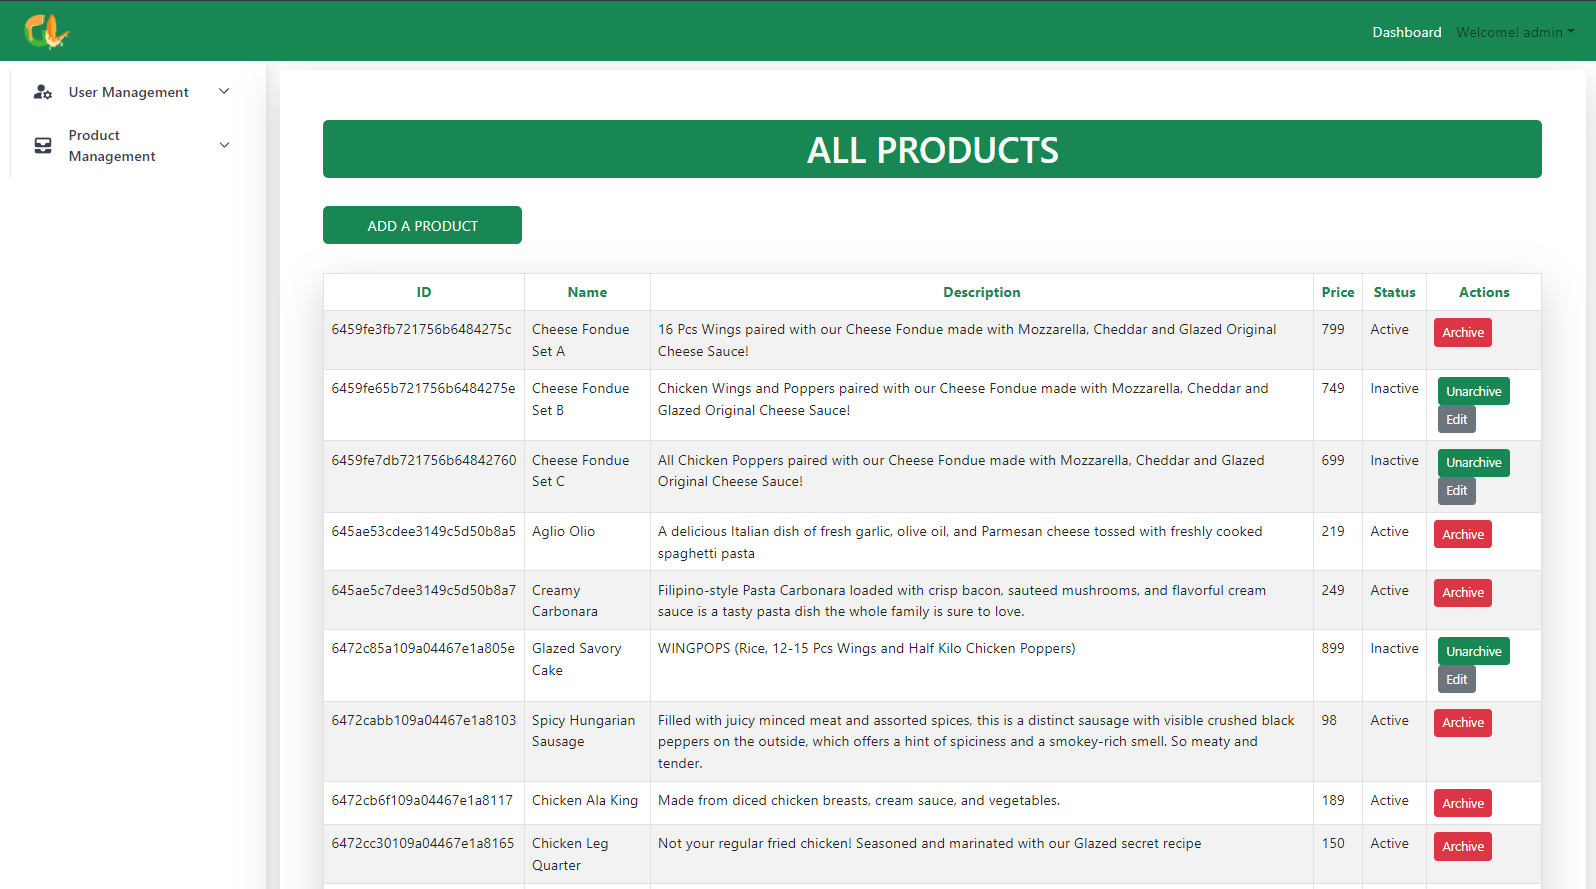 GL
Dashboard Welcome! admin
User Management
Product
Management
ALL PRODUCTS
ADD A PRODUCT
ID Name Description Price Status Actions
6459fe3fb721756b6484275c Cheese Fondue 16 Pcs Wings paired with our Cheese Fondue made with Mozzarella, Cheddar and Glazed Original 799 Active Archive
Set A Cheese Sauce!
6459fe65b721756b6484275e Cheese Fondue Chicken Wings and Poppers paired with our Cheese Fondue made with Mozzarella, Cheddar and 749 Inactive Unarchive
Set B Glazed Original Cheese Sauce! Edit
6459fe7db721756b64842760 Cheese Fondue All Chicken Poppers paired with our Cheese Fondue made with Mozzarella, Cheddar and Glazed 699 Inactive Unarchive
Set C Original Cheese Sauce! Edit
645ae53cdee3149c5d50b8a5 Aglio Olio A delicious Italian dish of fresh garlic, olive oil, and Parmesan cheese tossed with freshly cooked 219 Active Archive
spaghetti pasta
645ae5c7dee3149c5d50b8a7 Creamy Filipino-style Pasta Carbonara loaded with crisp bacon, sauteed mushrooms, and flavorful cream 249 Active Archive
Carbonara sauce is a tasty pasta dish the whole family is sure to love.
6472c85a109a04467e1a805e Glazed Savory WINGPOPS (Rice, 12-15 Pcs Wings and Half Kilo Chicken Poppers) 899 Inactive Unarchive
Cake Edit
6472cabb109a04467e1a8103 Spicy Hungarian Filled with juicy minced meat and assorted spices, this is a distinct sausage with visible crushed black 98 Active Archive
Sausage peppers on the outside, which offers a hint of spiciness and a smokey-rich smell. So meaty and
tender.
6472cb6f109a04467e1a8117 Chicken Ala King Made from diced chicken breasts, cream sauce, and vegetables. 189 Active Archive
6472cc30109a04467e1a8165 Chicken Leg Not your regular fried chicken! Seasoned and marinated with our Glazed secret recipe 150 Active Archive
Quarter